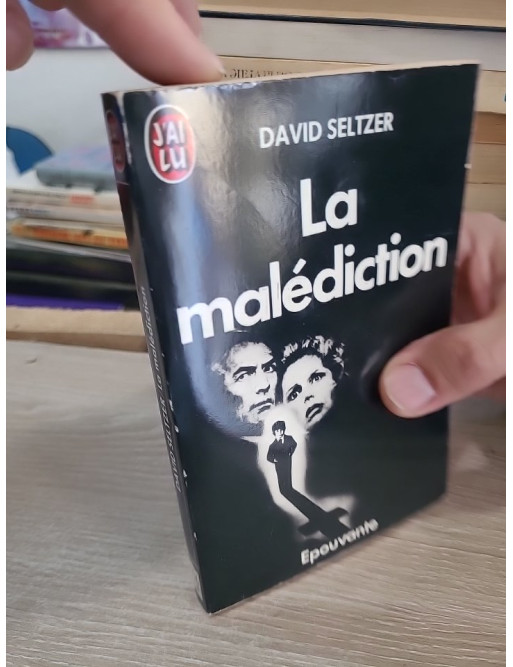 J'AI
LU
DAVID SELTZER
La
malédiction
Epouvante